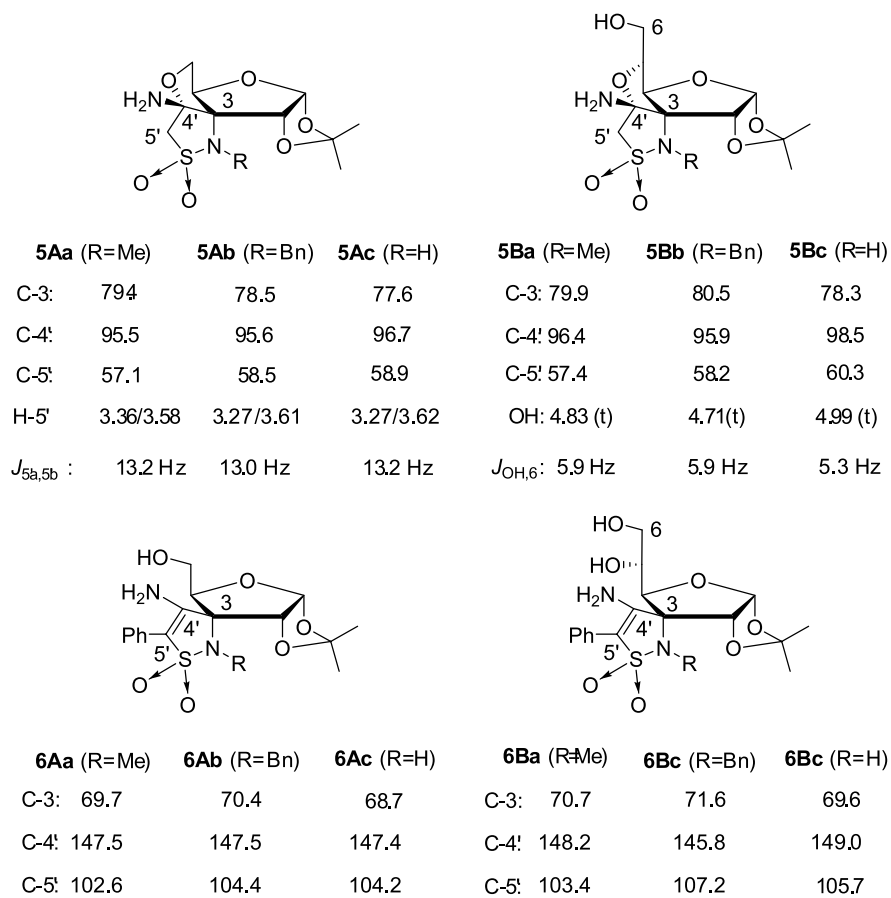 HO 6
O O
H2N 3 O
4'
5' O
S N R
O O
O
HO 6
O
H2N O 3 O
4'
5' O
S N R
O O
5Aa (R=Me) 5Ab (R=Bn) 5Ac (R=H)
C-3: 79.4 78.5 77.6
C-4': 95.5 95.6 96.7
C-5': 57.1 58.5 58.9
H-5' 3.36/3.58 3.27/3.61 3.27/3.62
J5'a,5'b : 13.2 Hz 13.0 Hz 13.2 Hz
5Ba (R=Me) 5Bb (R=Bn) 5Bc (R=H)
C-3: 79.9 80.5 78.3
C-4': 96.4 95.9 98.5
C-5': 57.4 58.2 60.3
OH: 4.83 (t) 4.71(t) 4.99 (t)
JOH,6: 5.9 Hz 5.9 Hz 5.3 Hz
HO
O
H2N 3 O
Ph 4'
5' O
S N R
O O
HO 6
HO O
H2N 3 O
Ph 4'
5' O
S N R
O O
6Aa (R=Me) 6Ab (R=Bn) 6Ac (R=H)
C-3: 69.7 70.4 68.7
C-4': 147.5 147.5 147.4
C-5': 102.6 104.4 104.2
6Ba (R=Me) 6Bc (R=Bn) 6Bc (R=H)
C-3: 70.7 71.6 69.6
C-4': 148.2 145.8 149.0
C-5': 103.4 107.2 105.7